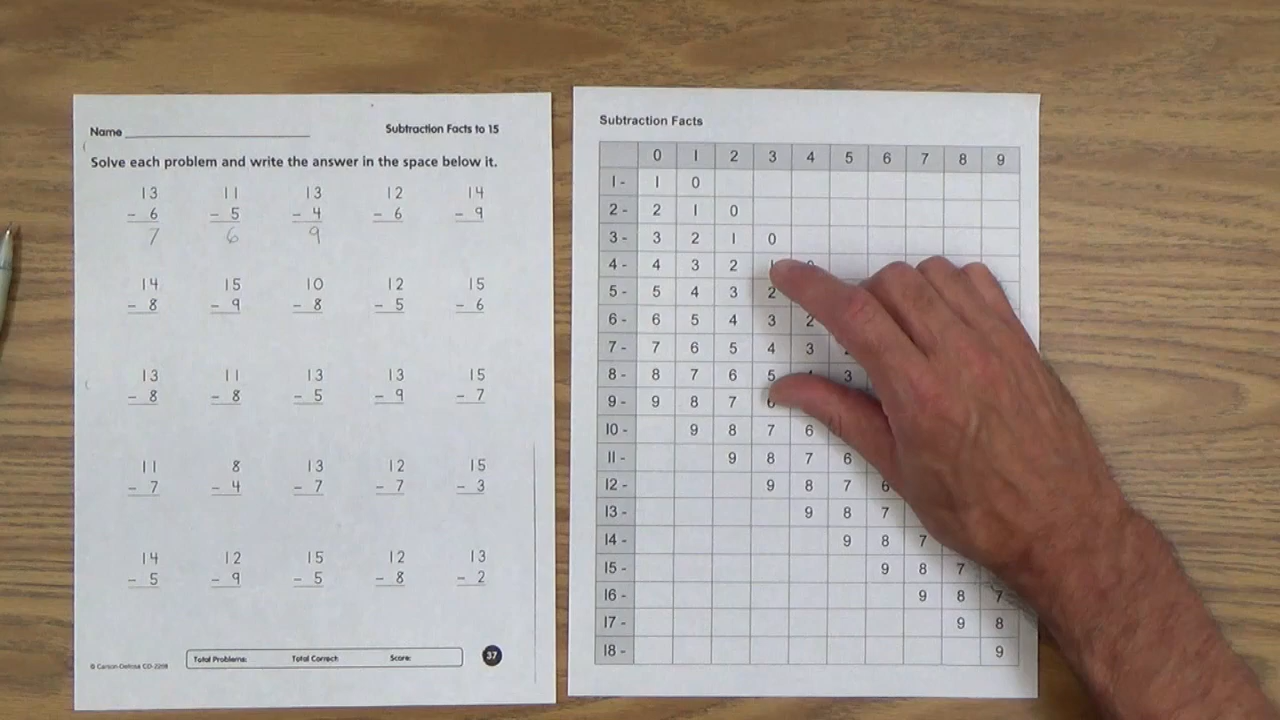 Name
Subtraction Facts to 15
Solve each problem and write the answer in the space below it.
13 11 13 12 14
- 6 - 5 - 4 - 6 - 9
7 6 9
14 15 10 12 15
- 8 - 9 - 8 - 5 - 6
13 11 13 13 15
- 8 - 8 - 5 - 9 - 7
11 8 13 12 15
- 7 - 4 - 7 - 7 - 3
14 12 15 12 13
- 5 - 9 - 5 - 8 - 2
© Carson-Dellosa CD-2208
Total Problems: Total Correct: Score:
37
Subtraction Facts
0 1 2 3 4 5 6 7 8 9
1 - 1 0
2 - 2 1 0
3 - 3 2 1 0
4 - 4 3 2
5 - 5 4 3 2
6 - 6 5 4 3 2
7 - 7 6 5 4 3
8 - 8 7 6 5 3
9 - 9 8 7
10 - 9 8 7 6
11 - 9 8 7 6
12 - 9 8 7 6
13 - 9 8 7
14 - 9 8 7
15 - 9 8 7
16 - 9 8 7
17 - 9 8
18 - 9